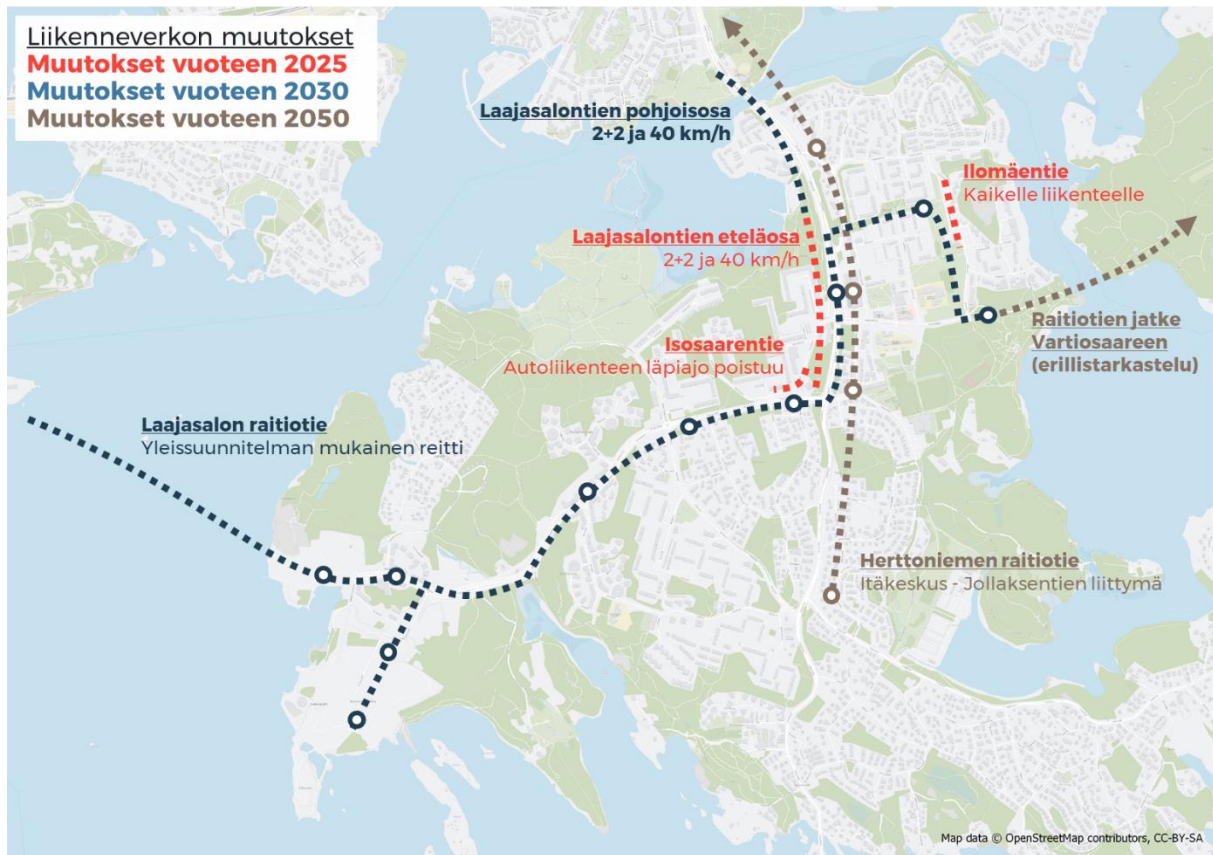 Liikenneverkon muutokset
Muutokset vuoteen 2025
Muutokset vuoteen 2030
Muutokset vuoteen 2050
Laajasalontien pohjoisosa
2+2 ja 40 km/h
Ilomäentie
Kaikelle liikenteelle
Laajasalontien eteläosa
2+2 ja 40 km/h
Isosaarentie
Autoliikenteen läpiajo poistuu
Raitiotien jatke
Vartiosaareen
(erillistarkastelu)
Laajasalon raitiotie
Yleissuunnitelman mukainen reitti
Herttoniemen raitiotie
Itäkeskus - Jollaksentien liittymä
Map data © OpenStreetMap contributors, CC-BY-SA